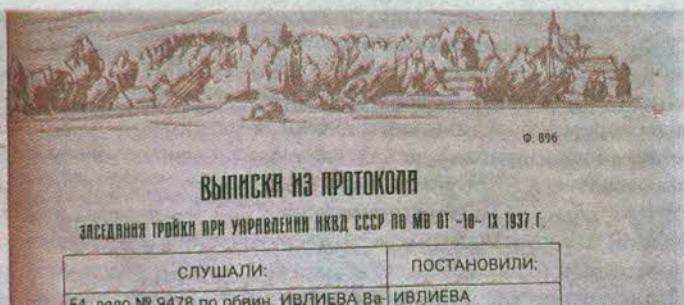 Ф. 896
ВЫПИСКА ИЗ ПРОТОКОЛА
ЗАСЕДАНИЯ ТРОЙКИ ПРИ УПРАВЛЕНИИ НКВД СССР ПО МО ОТ -10- IX 1937 Г.
СЛУШАЛИ: ПОСТАНОВИЛИ:
54. дело № 9478 по обвин. ИВЛИЕВА Ва- ИВЛИЕВА